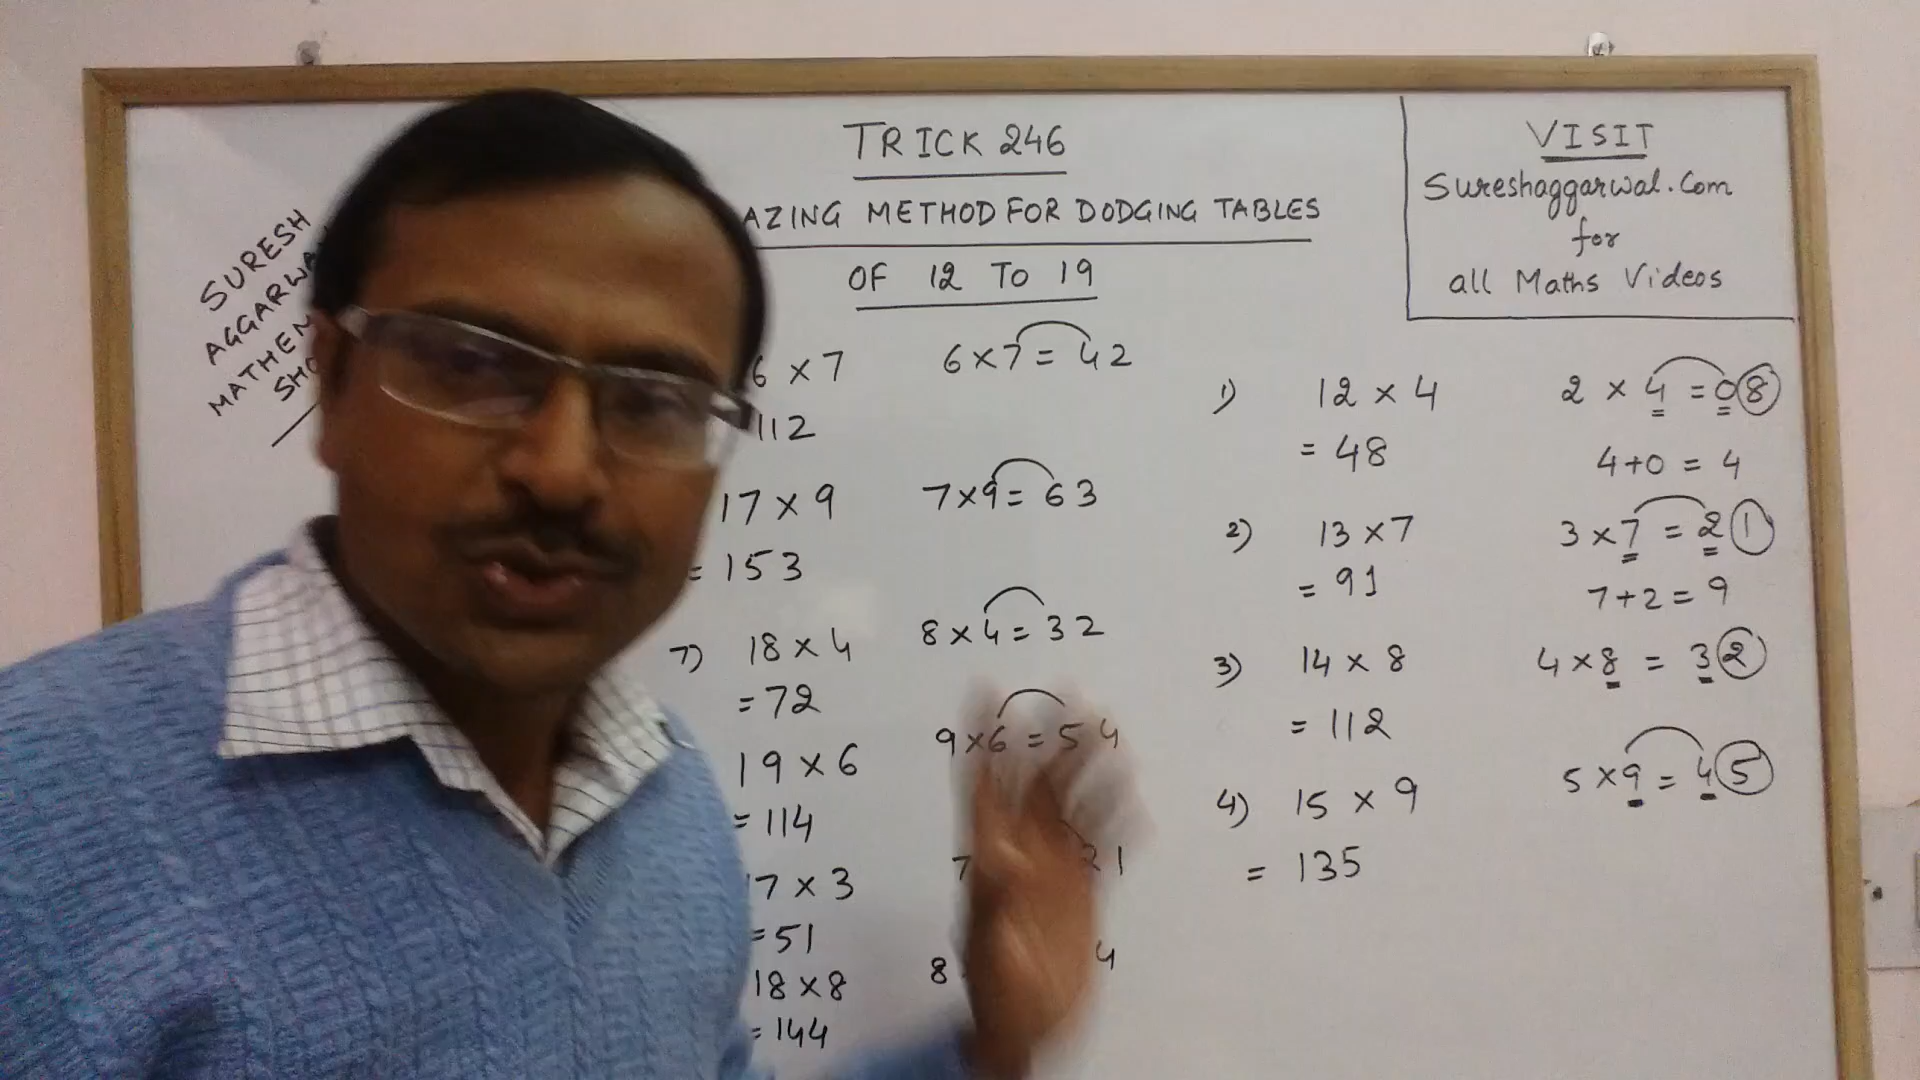 TRICK 246
AZING METHOD FOR DODGING TABLES
OF 12 TO 19
VISIT
Sureshaggarwal.Com
for
all Maths Videos
SURESH
AGGARWA
MATHEM
SHO
6 × 7
112
6 × 7 = 42
17 × 9
= 153
7 × 9 = 63
7) 18 × 4
= 72
8 × 4 = 32
19 × 6
= 114
9 × 6 = 54
7 × 3
= 51
7 21
18 × 8
= 144
8 4
1) 12 × 4
= 48
2 × 4 = 08
4 + 0 = 4
2) 13 × 7
= 91
3 × 7 = 21
7 + 2 = 9
3) 14 × 8
= 112
4 × 8 = 32
4) 15 × 9
= 135
5 × 9 = 45